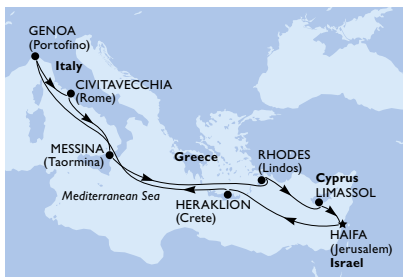 GENOA
(Portofino)
Italy
CIVITAVECCHIA
(Rome)
MESSINA
(Taormina)
Greece
RHODES
(Lindos)
Cyprus
LIMASSOL
Mediterranean Sea
HERAKLION
(Crete)
HAIFA
(Jerusalem)
Israel